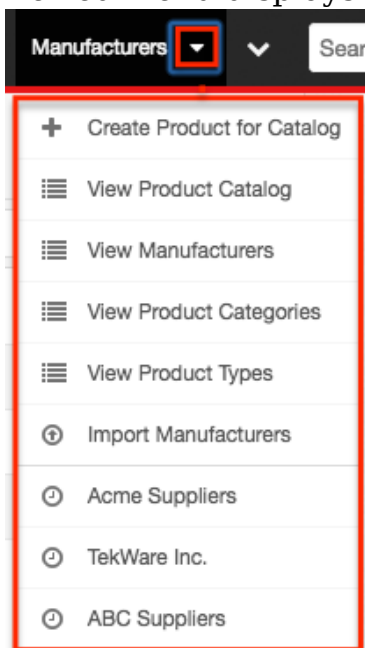 Manufacturers
Sear
Create Product for Catalog
View Product Catalog
View Manufacturers
View Product Categories
View Product Types
Import Manufacturers
Acme Suppliers
TekWare Inc.
ABC Suppliers